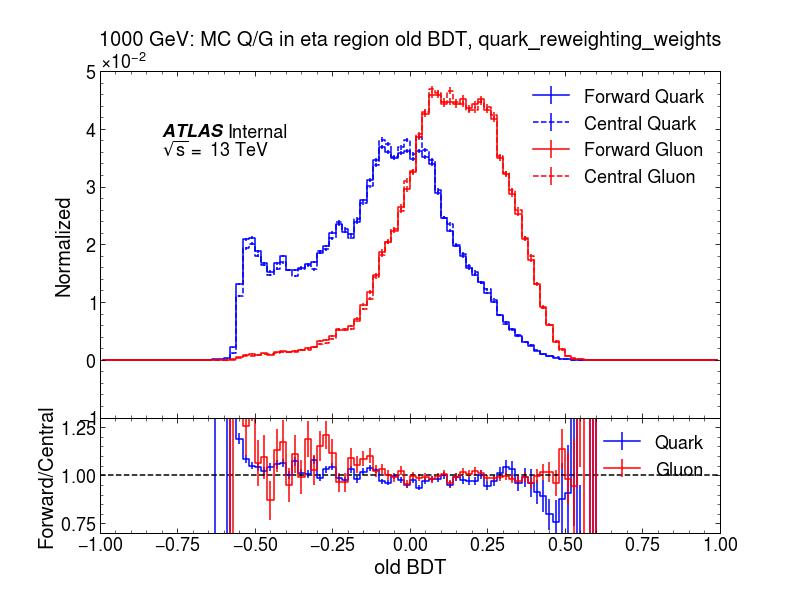 1000 GeV: MC Q/G in eta region old BDT, quark_reweighting_weights
×10⁻²
5
4
3
2
1
0
−1
Normalized
ATLAS Internal
√s = 13 TeV
Forward Quark
Central Quark
Forward Gluon
Central Gluon
1.25
1.00
0.75
Forward/Central
Quark
Gluon
−1.00 −0.75 −0.50 −0.25 0.00 0.25 0.50 0.75 1.00
old BDT